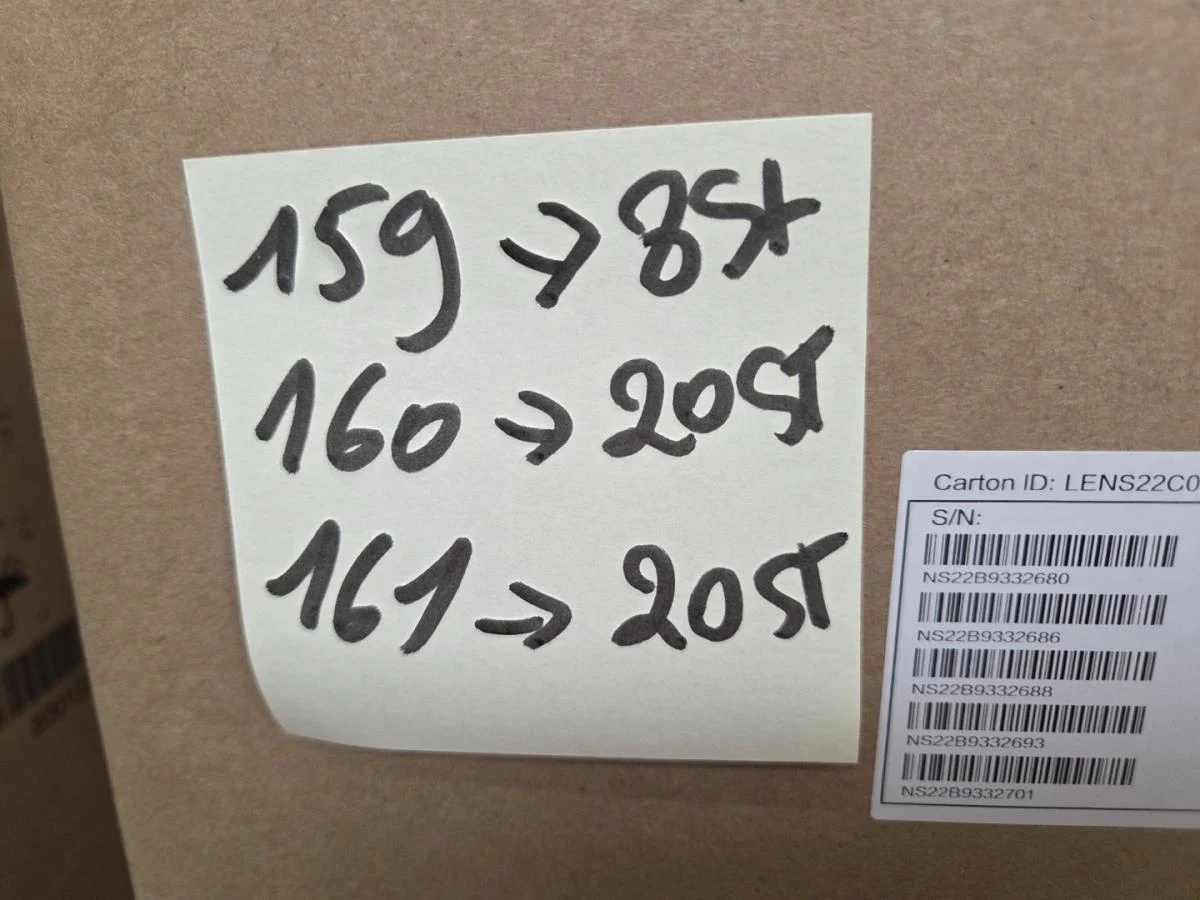 159 → 8St
160 → 20St
161 → 20St
Carton ID: LENS22C0
S/N:
NS22B9332680
NS22B9332686
NS22B9332688
NS22B9332693
NS22B9332701